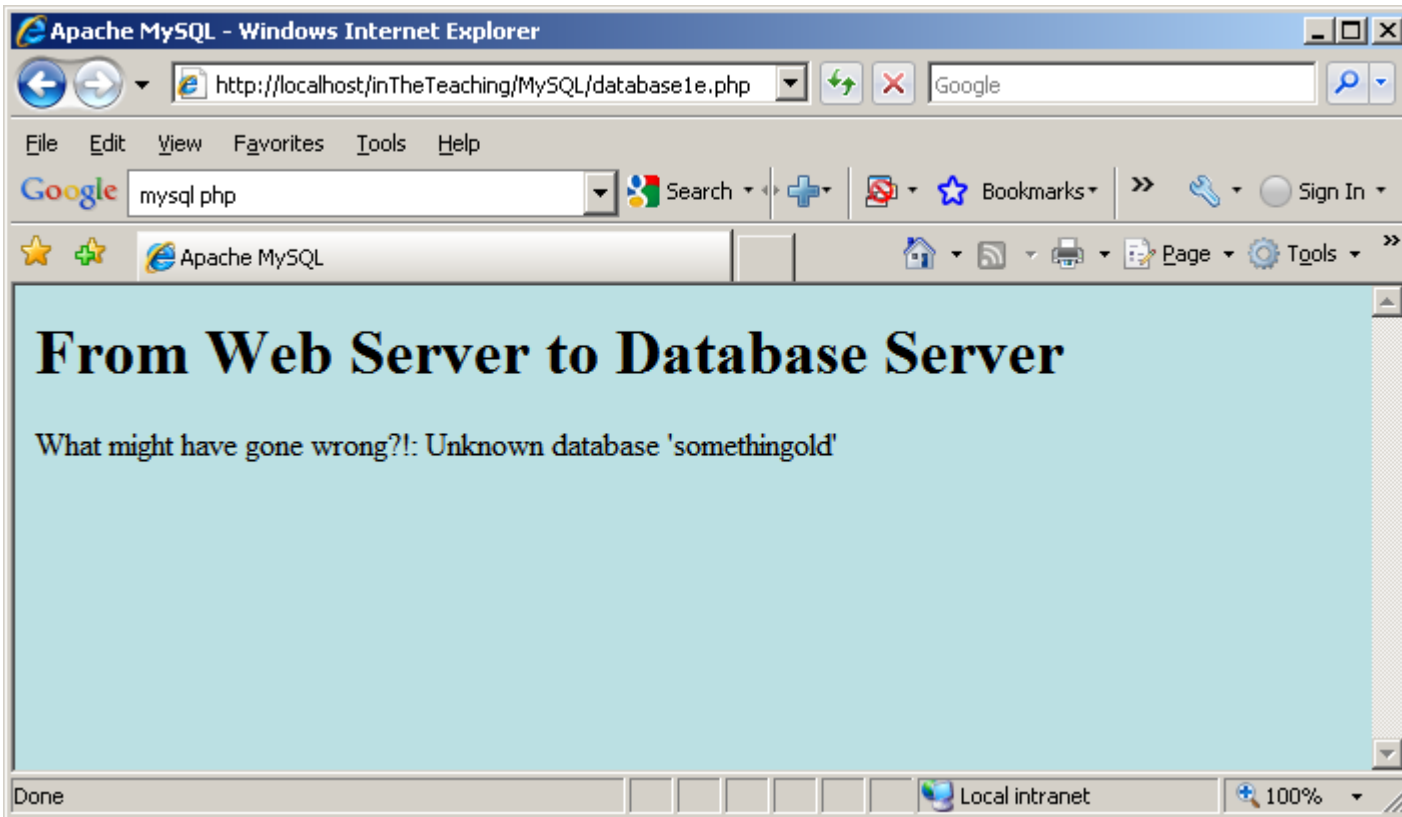 Apache MySQL - Windows Internet Explorer
http://localhost/inTheTeaching/MySQL/database1e.php
Google
File Edit View Favorites Tools Help
Google mysql php Search Bookmarks Sign In
Apache MySQL Page Tools
From Web Server to Database Server
What might have gone wrong?!: Unknown database 'somethingold'
Done Local intranet 100%